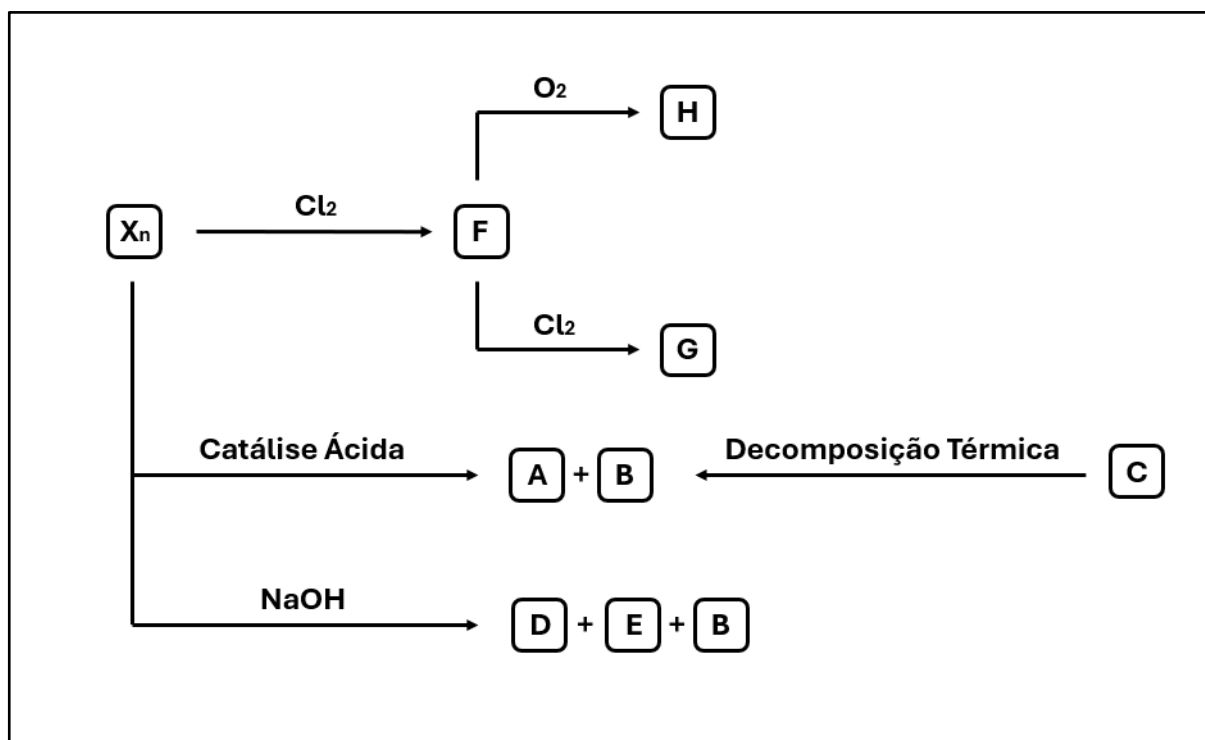 O₂
H
Cl₂
Xₙ
F
Cl₂
G
Catálise Ácida
Decomposição Térmica
A + B
C
NaOH
D + E + B